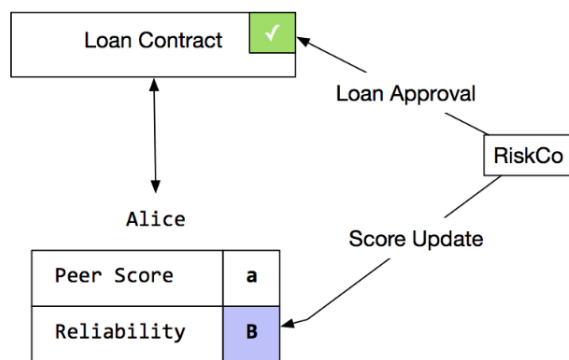 Loan Contract ✓
Loan Approval
RiskCo
Alice
Score Update
Peer Score a
Reliability B